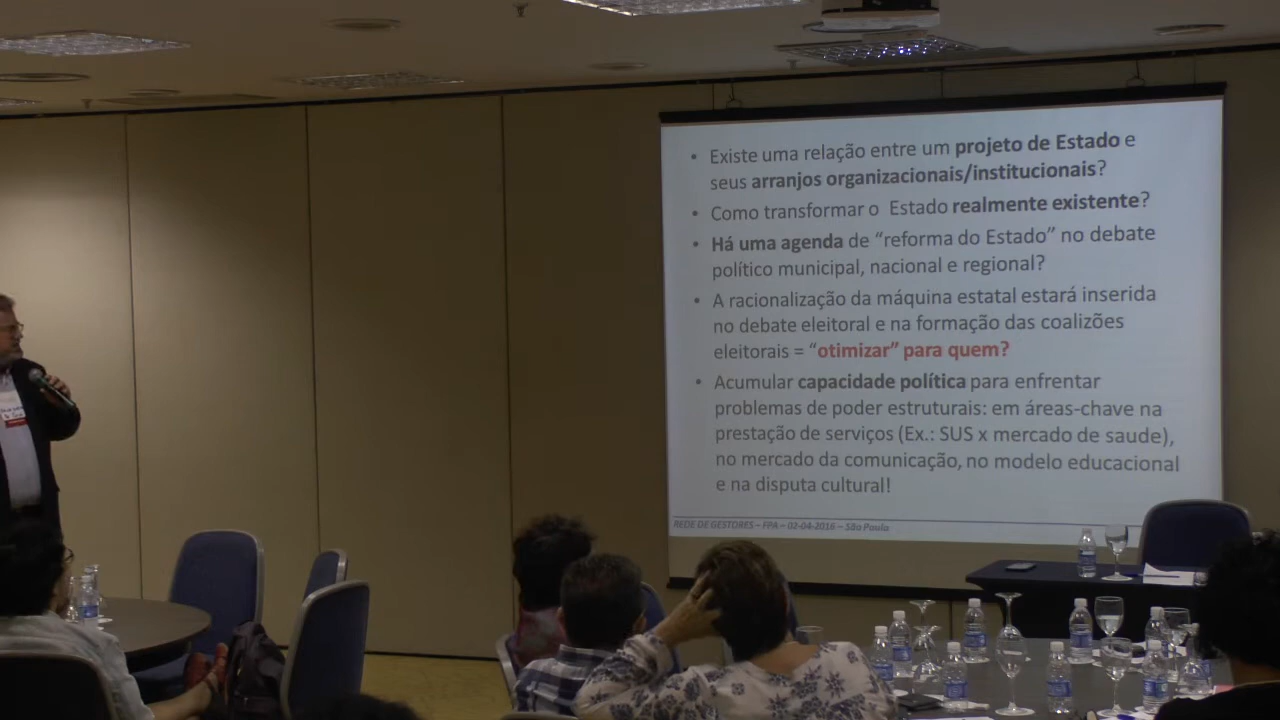 • Existe uma relação entre um projeto de Estado e
seus arranjos organizacionais/institucionais?
• Como transformar o Estado realmente existente?
• Há uma agenda de “reforma do Estado” no debate
político municipal, nacional e regional?
• A racionalização da máquina estatal estará inserida
no debate eleitoral e na formação das coalizões
eleitorais = “otimizar” para quem?
• Acumular capacidade política para enfrentar
problemas de poder estruturais: em áreas-chave na
prestação de serviços (Ex.: SUS x mercado de saude),
no mercado da comunicação, no modelo educacional
e na disputa cultural!
REDE DE GESTORES – FPA – 02-04-2016 – São Paulo